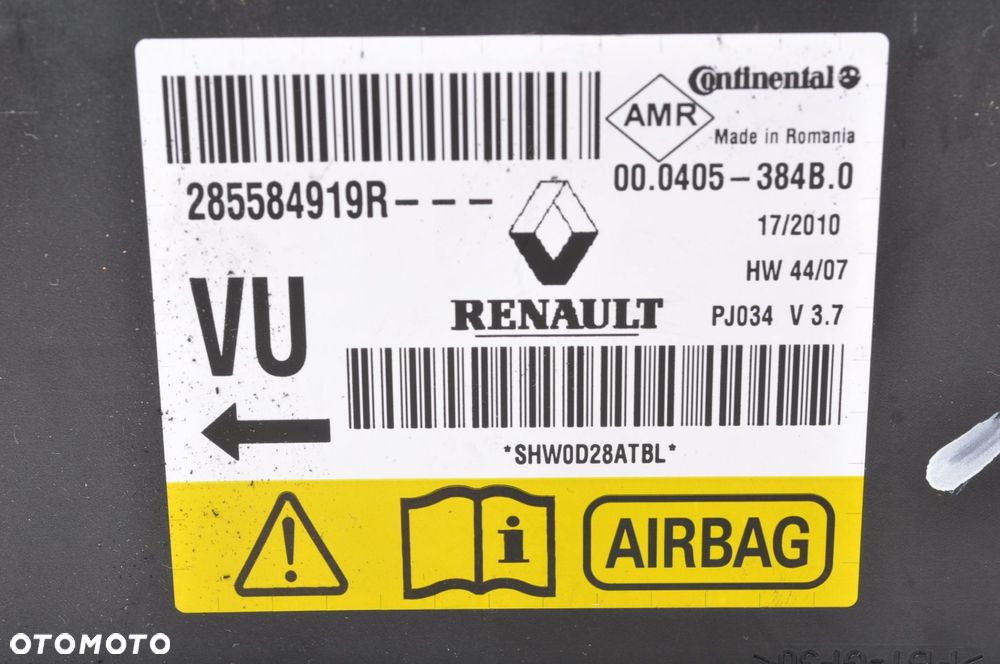 Continental
AMR
Made in Romania
285584919R---
00.0405-384B.0
17/2010
HW 44/07
VU
RENAULT
PJ034 V 3.7
*SHW0D28ATBL*
! i AIRBAG
OTOMOTO